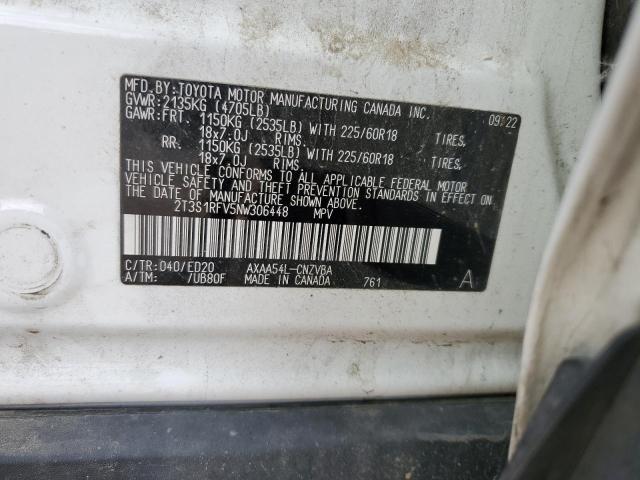 MFD.BY:TOYOTA MOTOR MANUFACTURING CANADA INC.
GVWR:2135KG (4705LB) 09/22
GAWR:FRT. 1150KG (2535LB) WITH 225/60R18 TIRES,
18x7.0J RIMS.
RR. 1150KG (2535LB) WITH 225/60R18 TIRES,
18x7.0J RIMS
THIS VEHICLE CONFORMS TO ALL APPLICABLE FEDERAL MOTOR
VEHICLE SAFETY AND THEFT PREVENTION STANDARDS IN EFFECT ON
THE DATE OF MANUFACTURE SHOWN ABOVE.
2T3S1RFV5NW306448 MPV
C/TR:040/ED20 AXAA54L-CNZVBA
A/TM: /UB80F MADE IN CANADA 761 A